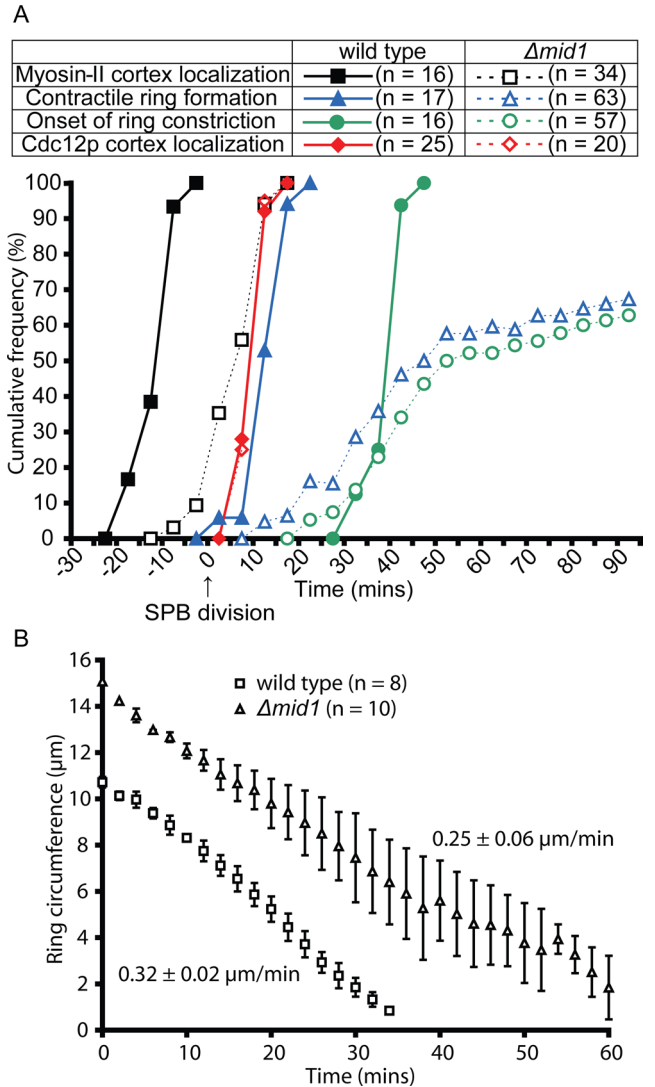 A
wild type Δmid1
Myosin-II cortex localization (n = 16) (n = 34)
Contractile ring formation (n = 17) (n = 63)
Onset of ring constriction (n = 16) (n = 57)
Cdc12p cortex localization (n = 25) (n = 20)
100
90
80
70
60
50
40
30
20
10
0
Cumulative frequency (%)
-30 -20 -10 0 10 20 30 40 50 60 70 80 90
Time (mins)
↑
SPB division
B
16
14
12
10
8
6
4
2
0
Ring circumference (μm)
wild type (n = 8)
Δmid1 (n = 10)
0.25 ± 0.06 μm/min
0.32 ± 0.02 μm/min
0 10 20 30 40 50 60
Time (mins)